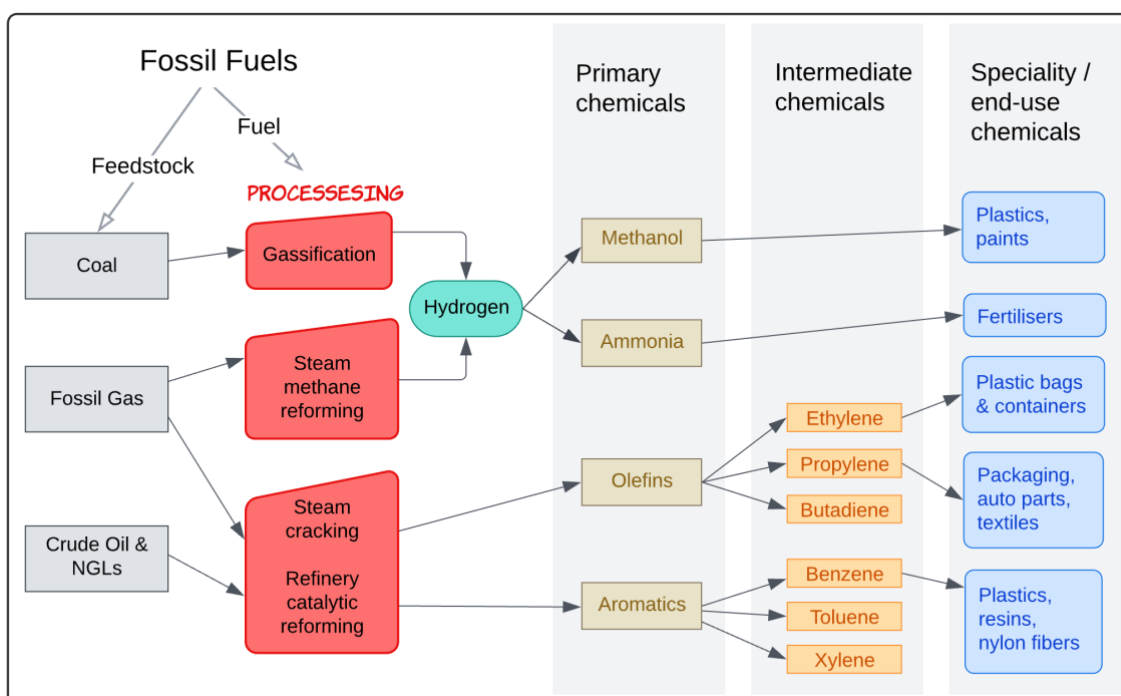 Fossil Fuels
Fuel
Feedstock
PROCESSESING
Primary
chemicals
Intermediate
chemicals
Speciality /
end-use
chemicals
Coal
Gassification
Hydrogen
Methanol
Plastics,
paints
Fossil Gas
Steam
methane
reforming
Ammonia
Fertilisers
Crude Oil &
NGLs
Steam
cracking
Refinery
catalytic
reforming
Olefins
Ethylene
Propylene
Butadiene
Plastic bags
& containers
Packaging,
auto parts,
textiles
Aromatics
Benzene
Toluene
Xylene
Plastics,
resins,
nylon fibers